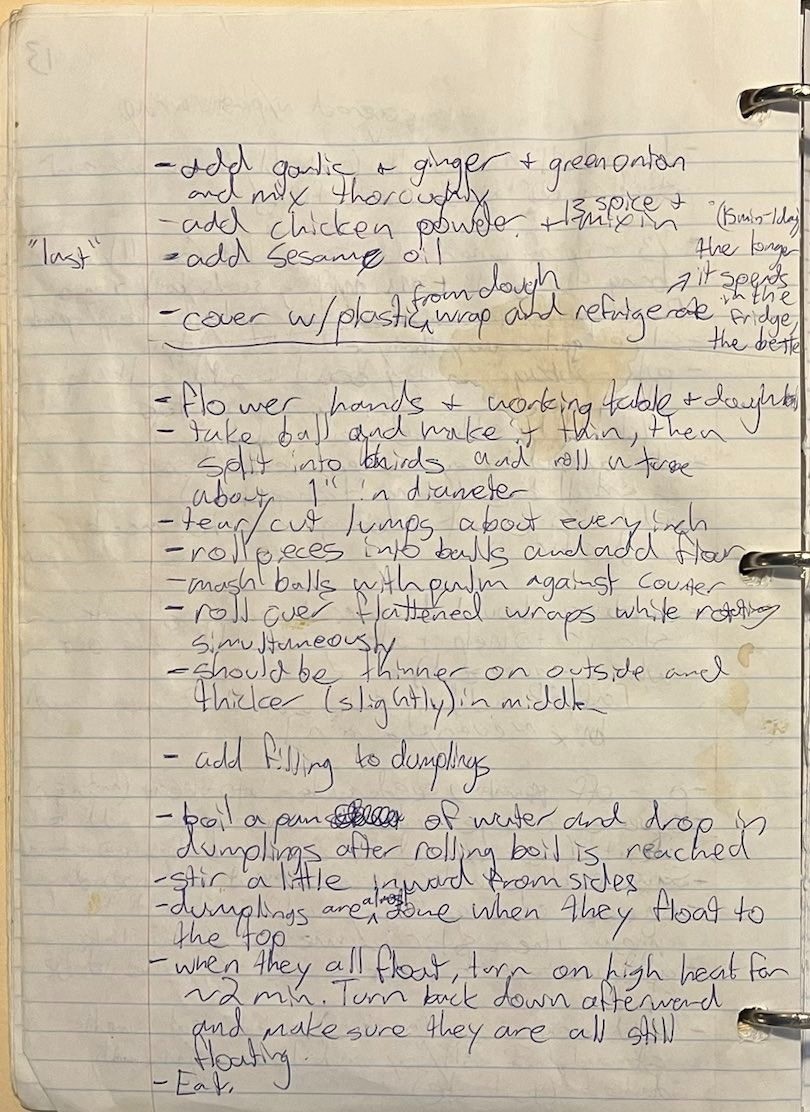 - add garlic + ginger + greenonion
and mix thoroughly
13 spice +
- add chicken powder + mix in
(15min-1day
"last"
- add sesame oil
the longer
it spends
in the
fridge,
the bette
from dough
- cover w/plastic wrap and refrigerate
- flower hands + working table + dough
- take ball and make it thin, then
split into thirds and roll a tube
about 1" in diameter
- tear/cut lumps about every inch
- roll peces into balls and add flour
- mash balls with palm against counter
- roll over flattened wraps while rotating
simultaneously
- should be thinner on outside and
thicker (slightly) in middle
- add filling to dumplings
- boil a pan of water and drop in
dumplings after rolling boil is reached
- stir a little inward from sides
- dumplings are almost done when they float to
the top
- when they all float, turn on high heat for
~2 min. Turn back down afterward
and make sure they are all still
floating.
- Eat.